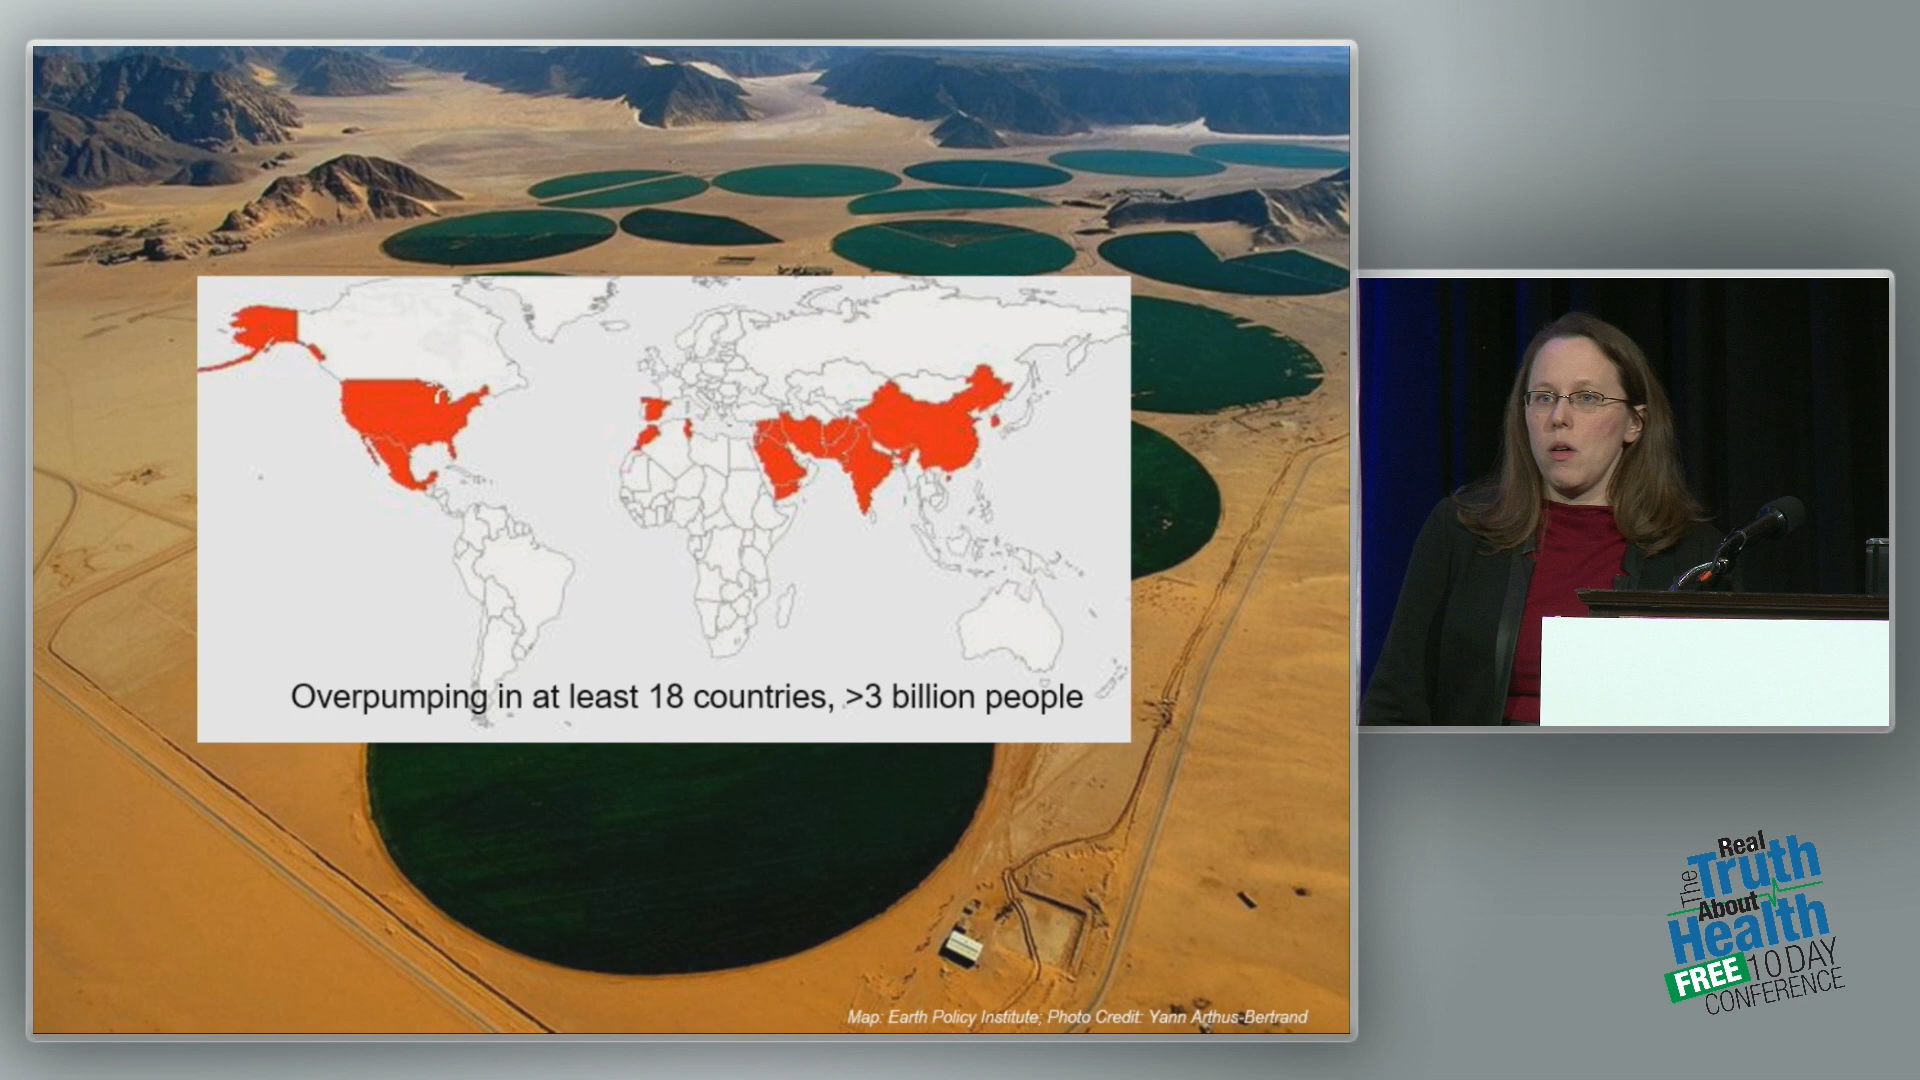 Overpumping in at least 18 countries, >3 billion people
Map: Earth Policy Institute; Photo Credit: Yann Arthus-Bertrand
The Real
Truth
About
Health
FREE 10 DAY
CONFERENCE